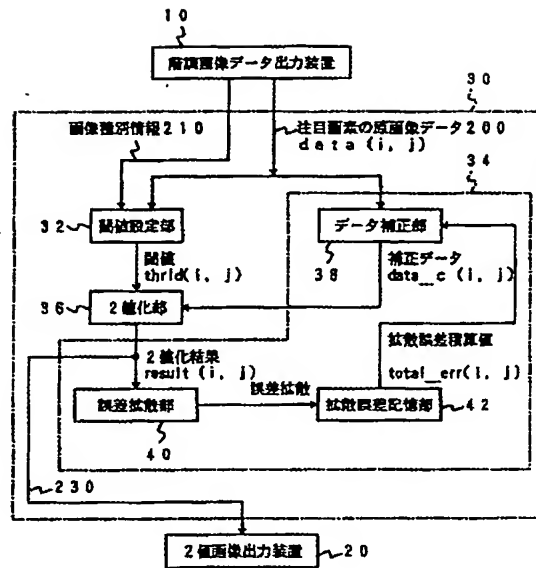 10
階調画像データ出力装置
30
画像種別情報210
注目画素の原画像データ200
data (i, j)
34
32
閾値設定部
データ補正部
閾値
thrld(i, j)
38
補正データ
data_c (i, j)
36
2値化部
2値化結果
result (i, j)
拡散誤差積算値
total_err(i, j)
誤差拡散部
誤差拡散
拡散誤差記憶部
42
40
230
2値画像出力装置
20